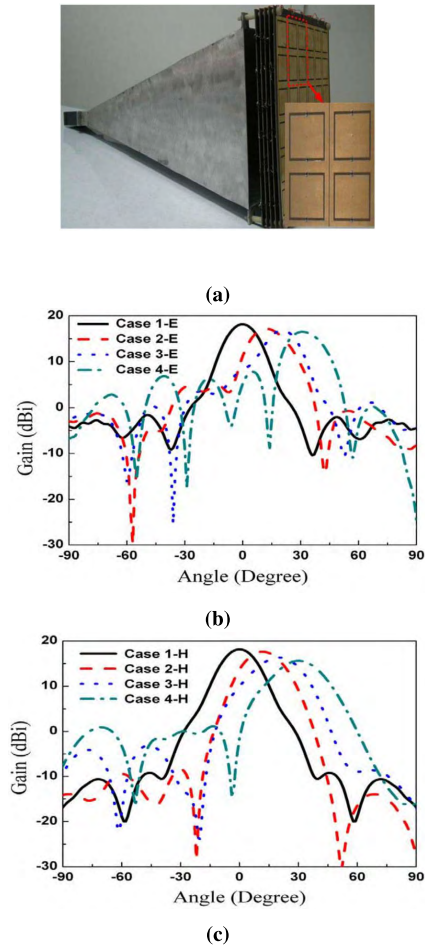 (a)
20
10
0
-10
-20
-30
Gain (dBi)
Case 1-E
Case 2-E
Case 3-E
Case 4-E
-90 -60 -30 0 30 60 90
Angle (Degree)
(b)
20
10
0
-10
-20
-30
Gain (dBi)
Case 1-H
Case 2-H
Case 3-H
Case 4-H
-90 -60 -30 0 30 60 90
Angle (Degree)
(c)